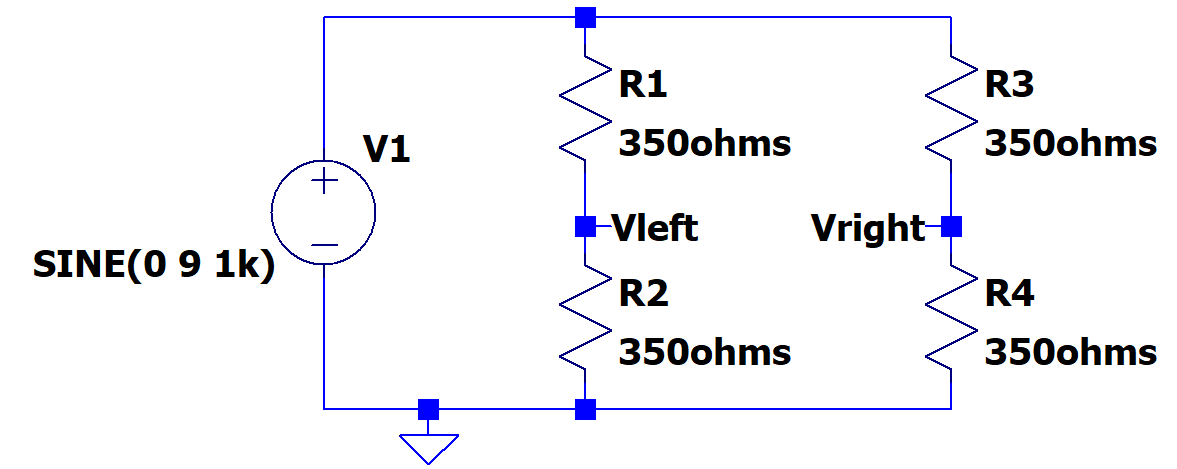 V1
SINE(0 9 1k)
R1
350ohms
R3
350ohms
Vleft
Vright
R2
350ohms
R4
350ohms